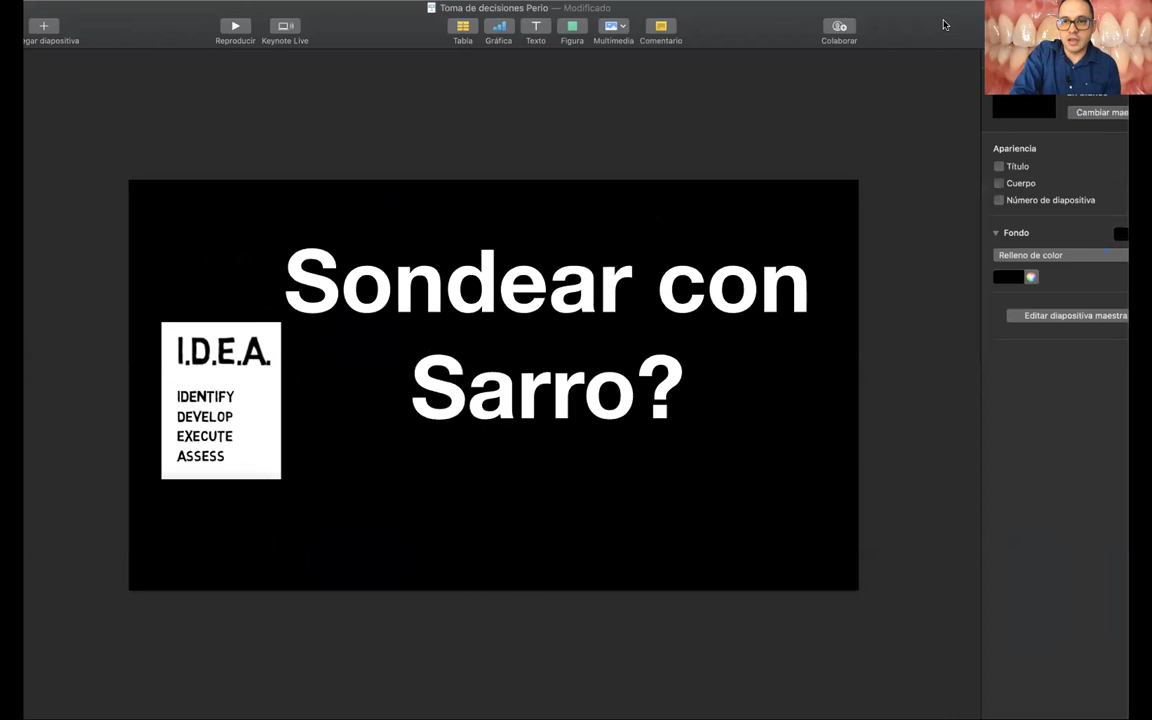 Toma de decisiones Perio — Modificado
gar diapositiva
Reproducir
Keynote Live
Tabla
Gráfica
Texto
Figura
Multimedia
Comentario
Colaborar
Cambiar mae
Apariencia
Título
Cuerpo
Número de diapositiva
Fondo
Relleno de color
Editar diapositiva maestra
Sondear con
Sarro?
I.D.E.A.
IDENTIFY
DEVELOP
EXECUTE
ASSESS